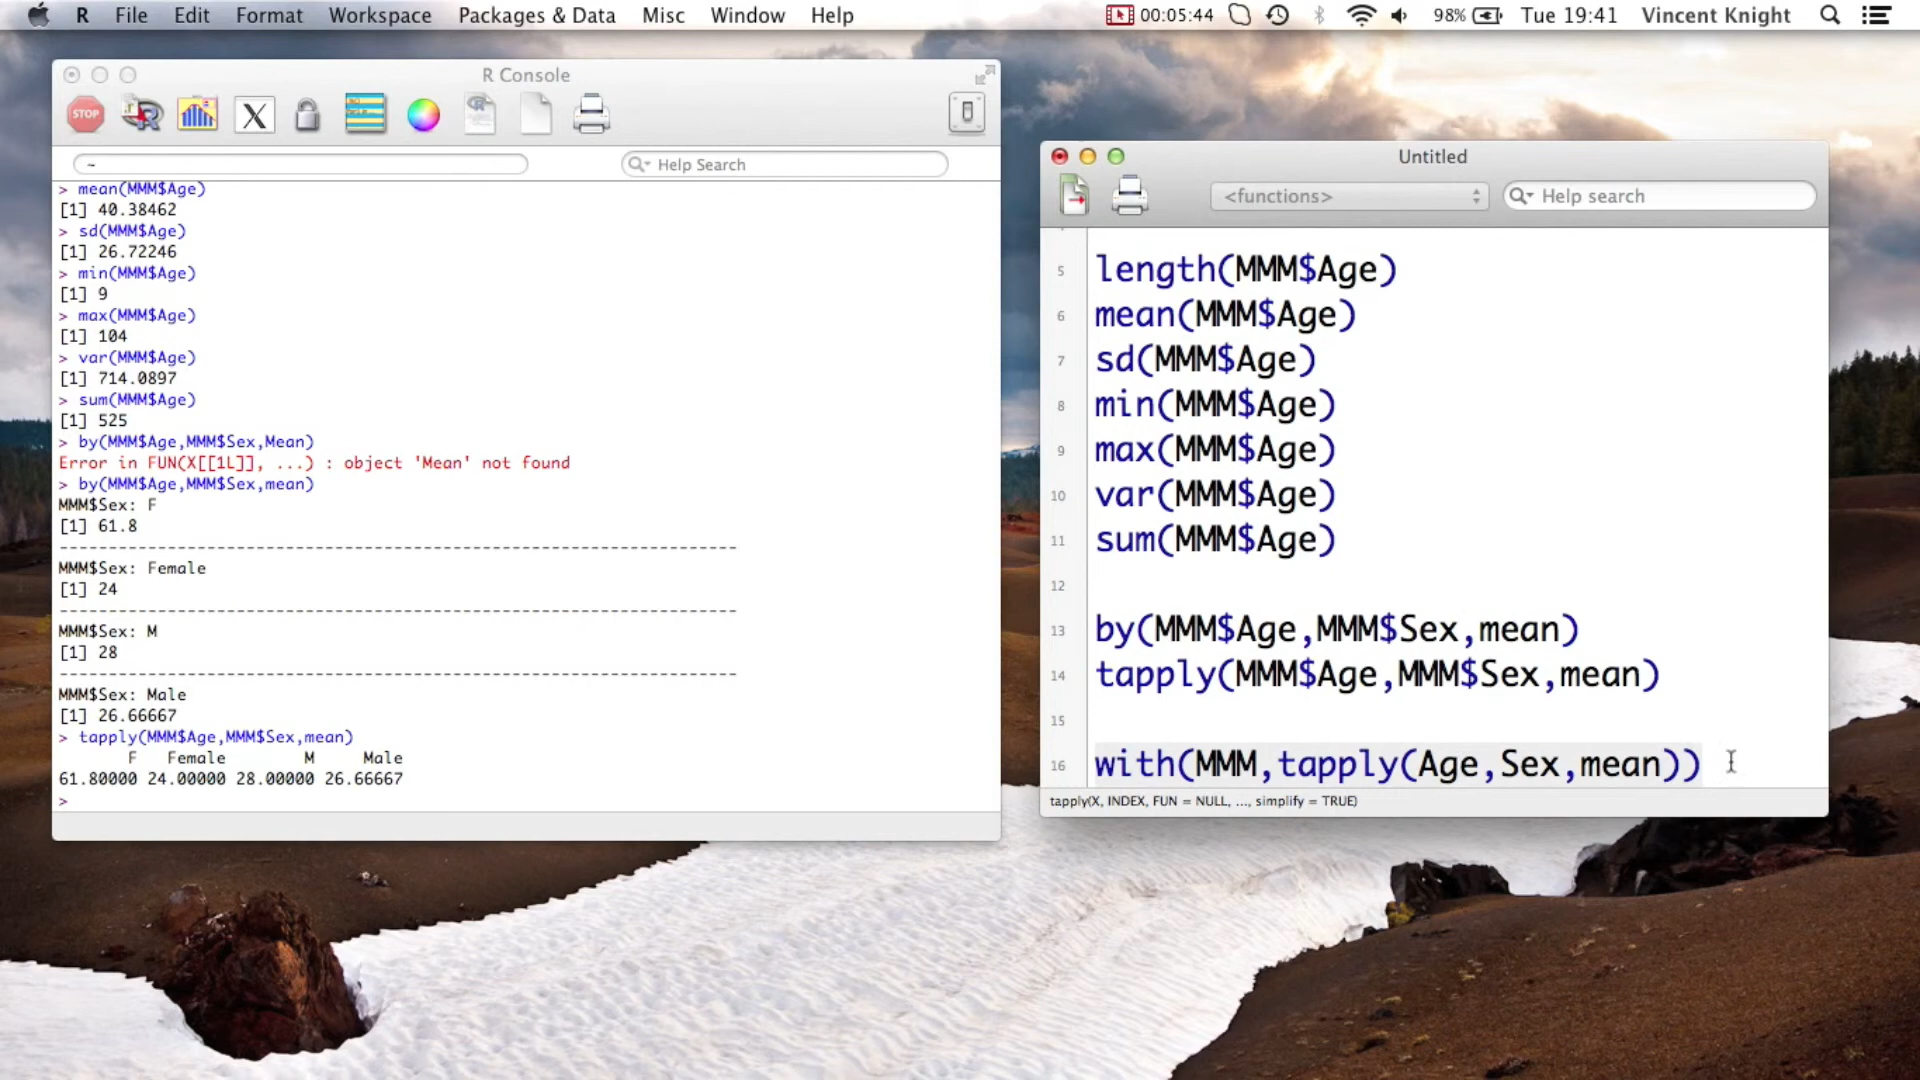 R File Edit Format Workspace Packages & Data Misc Window Help 00:05:44 98% Tue 19:41 Vincent Knight
R Console
STOP
X
~ Help Search
> mean(MMM$Age)
[1] 40.38462
> sd(MMM$Age)
[1] 26.72246
> min(MMM$Age)
[1] 9
> max(MMM$Age)
[1] 104
> var(MMM$Age)
[1] 714.0897
> sum(MMM$Age)
[1] 525
> by(MMM$Age,MMM$Sex,Mean)
Error in FUN(X[[1L]], ...) : object 'Mean' not found
> by(MMM$Age,MMM$Sex,mean)
MMM$Sex: F
[1] 61.8
---------------------------------------------------------------------
MMM$Sex: Female
[1] 24
---------------------------------------------------------------------
MMM$Sex: M
[1] 28
---------------------------------------------------------------------
MMM$Sex: Male
[1] 26.66667
> tapply(MMM$Age,MMM$Sex,mean)
F Female M Male
61.80000 24.00000 28.00000 26.66667
>
Untitled
<functions> Help search
5 length(MMM$Age)
6 mean(MMM$Age)
7 sd(MMM$Age)
8 min(MMM$Age)
9 max(MMM$Age)
10 var(MMM$Age)
11 sum(MMM$Age)
12
13 by(MMM$Age,MMM$Sex,mean)
14 tapply(MMM$Age,MMM$Sex,mean)
15
16 with(MMM,tapply(Age,Sex,mean))
tapply(X, INDEX, FUN = NULL, ..., simplify = TRUE)